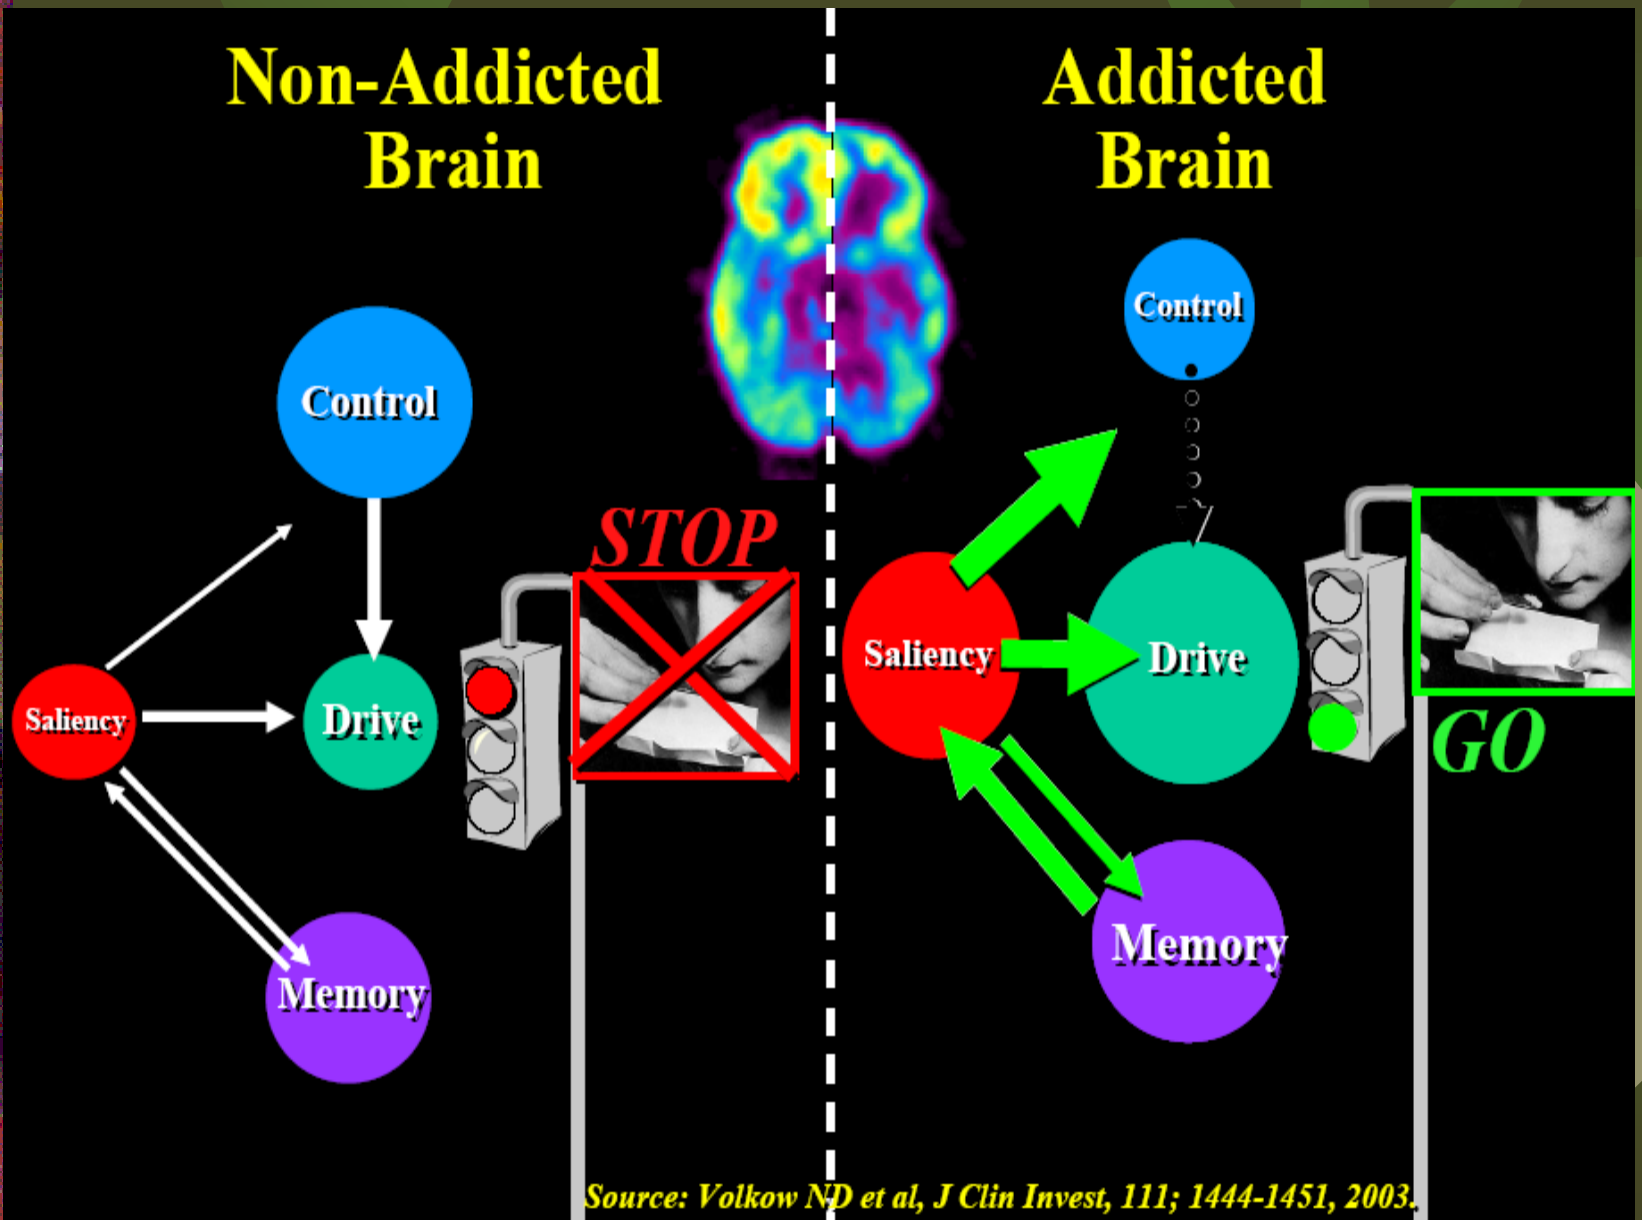 Non-Addicted
Brain
Control
Saliency
Drive
Memory
STOP
Addicted
Brain
Control
Saliency
Drive
Memory
GO
Source: Volkow ND et al, J Clin Invest, 111; 1444-1451, 2003.